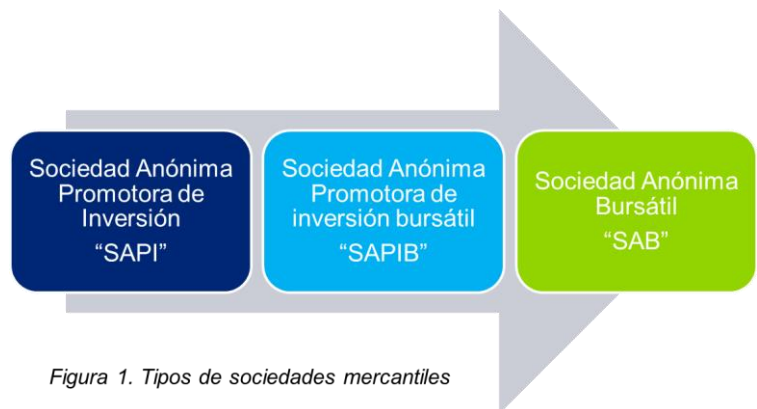 Sociedad Anónima
Promotora de
Inversión
“SAPI”
Sociedad Anónima
Promotora de
inversión bursátil
“SAPIB”
Sociedad Anónima
Bursátil
“SAB”
Figura 1. Tipos de sociedades mercantiles